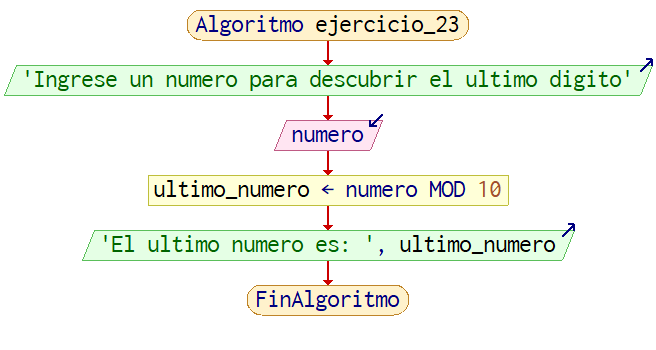 Algoritmo ejercicio_23
'Ingrese un numero para descubrir el ultimo digito'
numero
ultimo_numero ← numero MOD 10
'El ultimo numero es: ', ultimo_numero
FinAlgoritmo